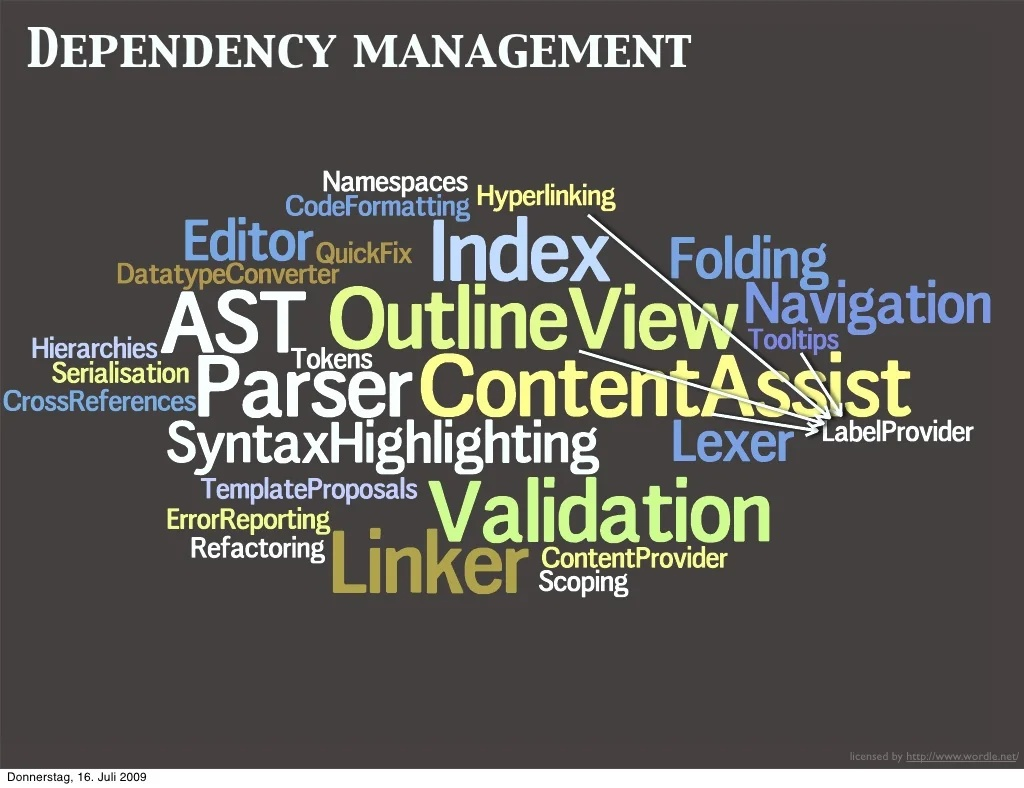 DEPENDENCY MANAGEMENT
Namespaces
Hyperlinking
CodeFormatting
Editor
QuickFix
Index
Folding
DatatypeConverter
AST
OutlineView
Navigation
Tooltips
Hierarchies
Tokens
Serialisation
Parser
ContentAssist
CrossReferences
SyntaxHighlighting
Lexer
LabelProvider
TemplateProposals
Validation
ErrorReporting
Refactoring
Linker
ContentProvider
Scoping
licensed by http://www.wordle.net/
Donnerstag, 16. Juli 2009